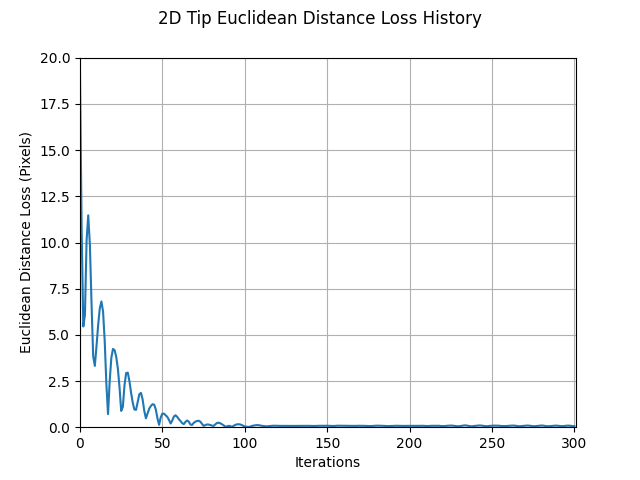 2D Tip Euclidean Distance Loss History
20.0
17.5
15.0
12.5
10.0
7.5
5.0
2.5
0.0
Euclidean Distance Loss (Pixels)
0 50 100 150 200 250 300
Iterations